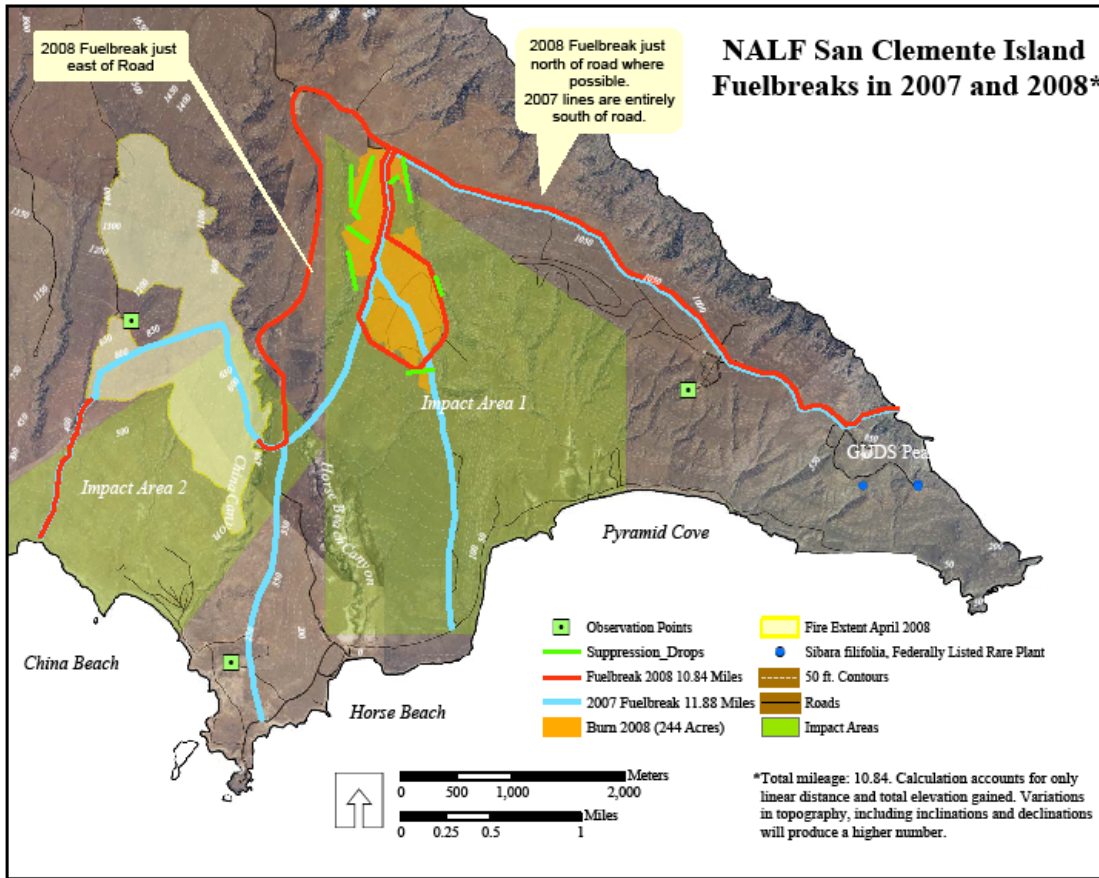 NALF San Clemente Island
Fuelbreaks in 2007 and 2008*
2008 Fuelbreak just
east of Road
2008 Fuelbreak just
north of road where
possible.
2007 lines are entirely
south of road.
1050
1050
1000
Impact Area 1
Impact Area 2
China Canyon
Horse Beach Canyon
GUDS Pea
Pyramid Cove
China Beach
Horse Beach
Observation Points
Suppression_Drops
Fuelbreak 2008 10.84 Miles
2007 Fuelbreak 11.88 Miles
Burn 2008 (244 Acres)
Fire Extent April 2008
Sibara filifolia, Federally Listed Rare Plant
50 ft. Contours
Roads
Impact Areas
Meters
0 500 1,000 2,000
Miles
0 0.25 0.5 1
*Total mileage: 10.84. Calculation accounts for only
linear distance and total elevation gained. Variations
in topography, including inclinations and declinations
will produce a higher number.